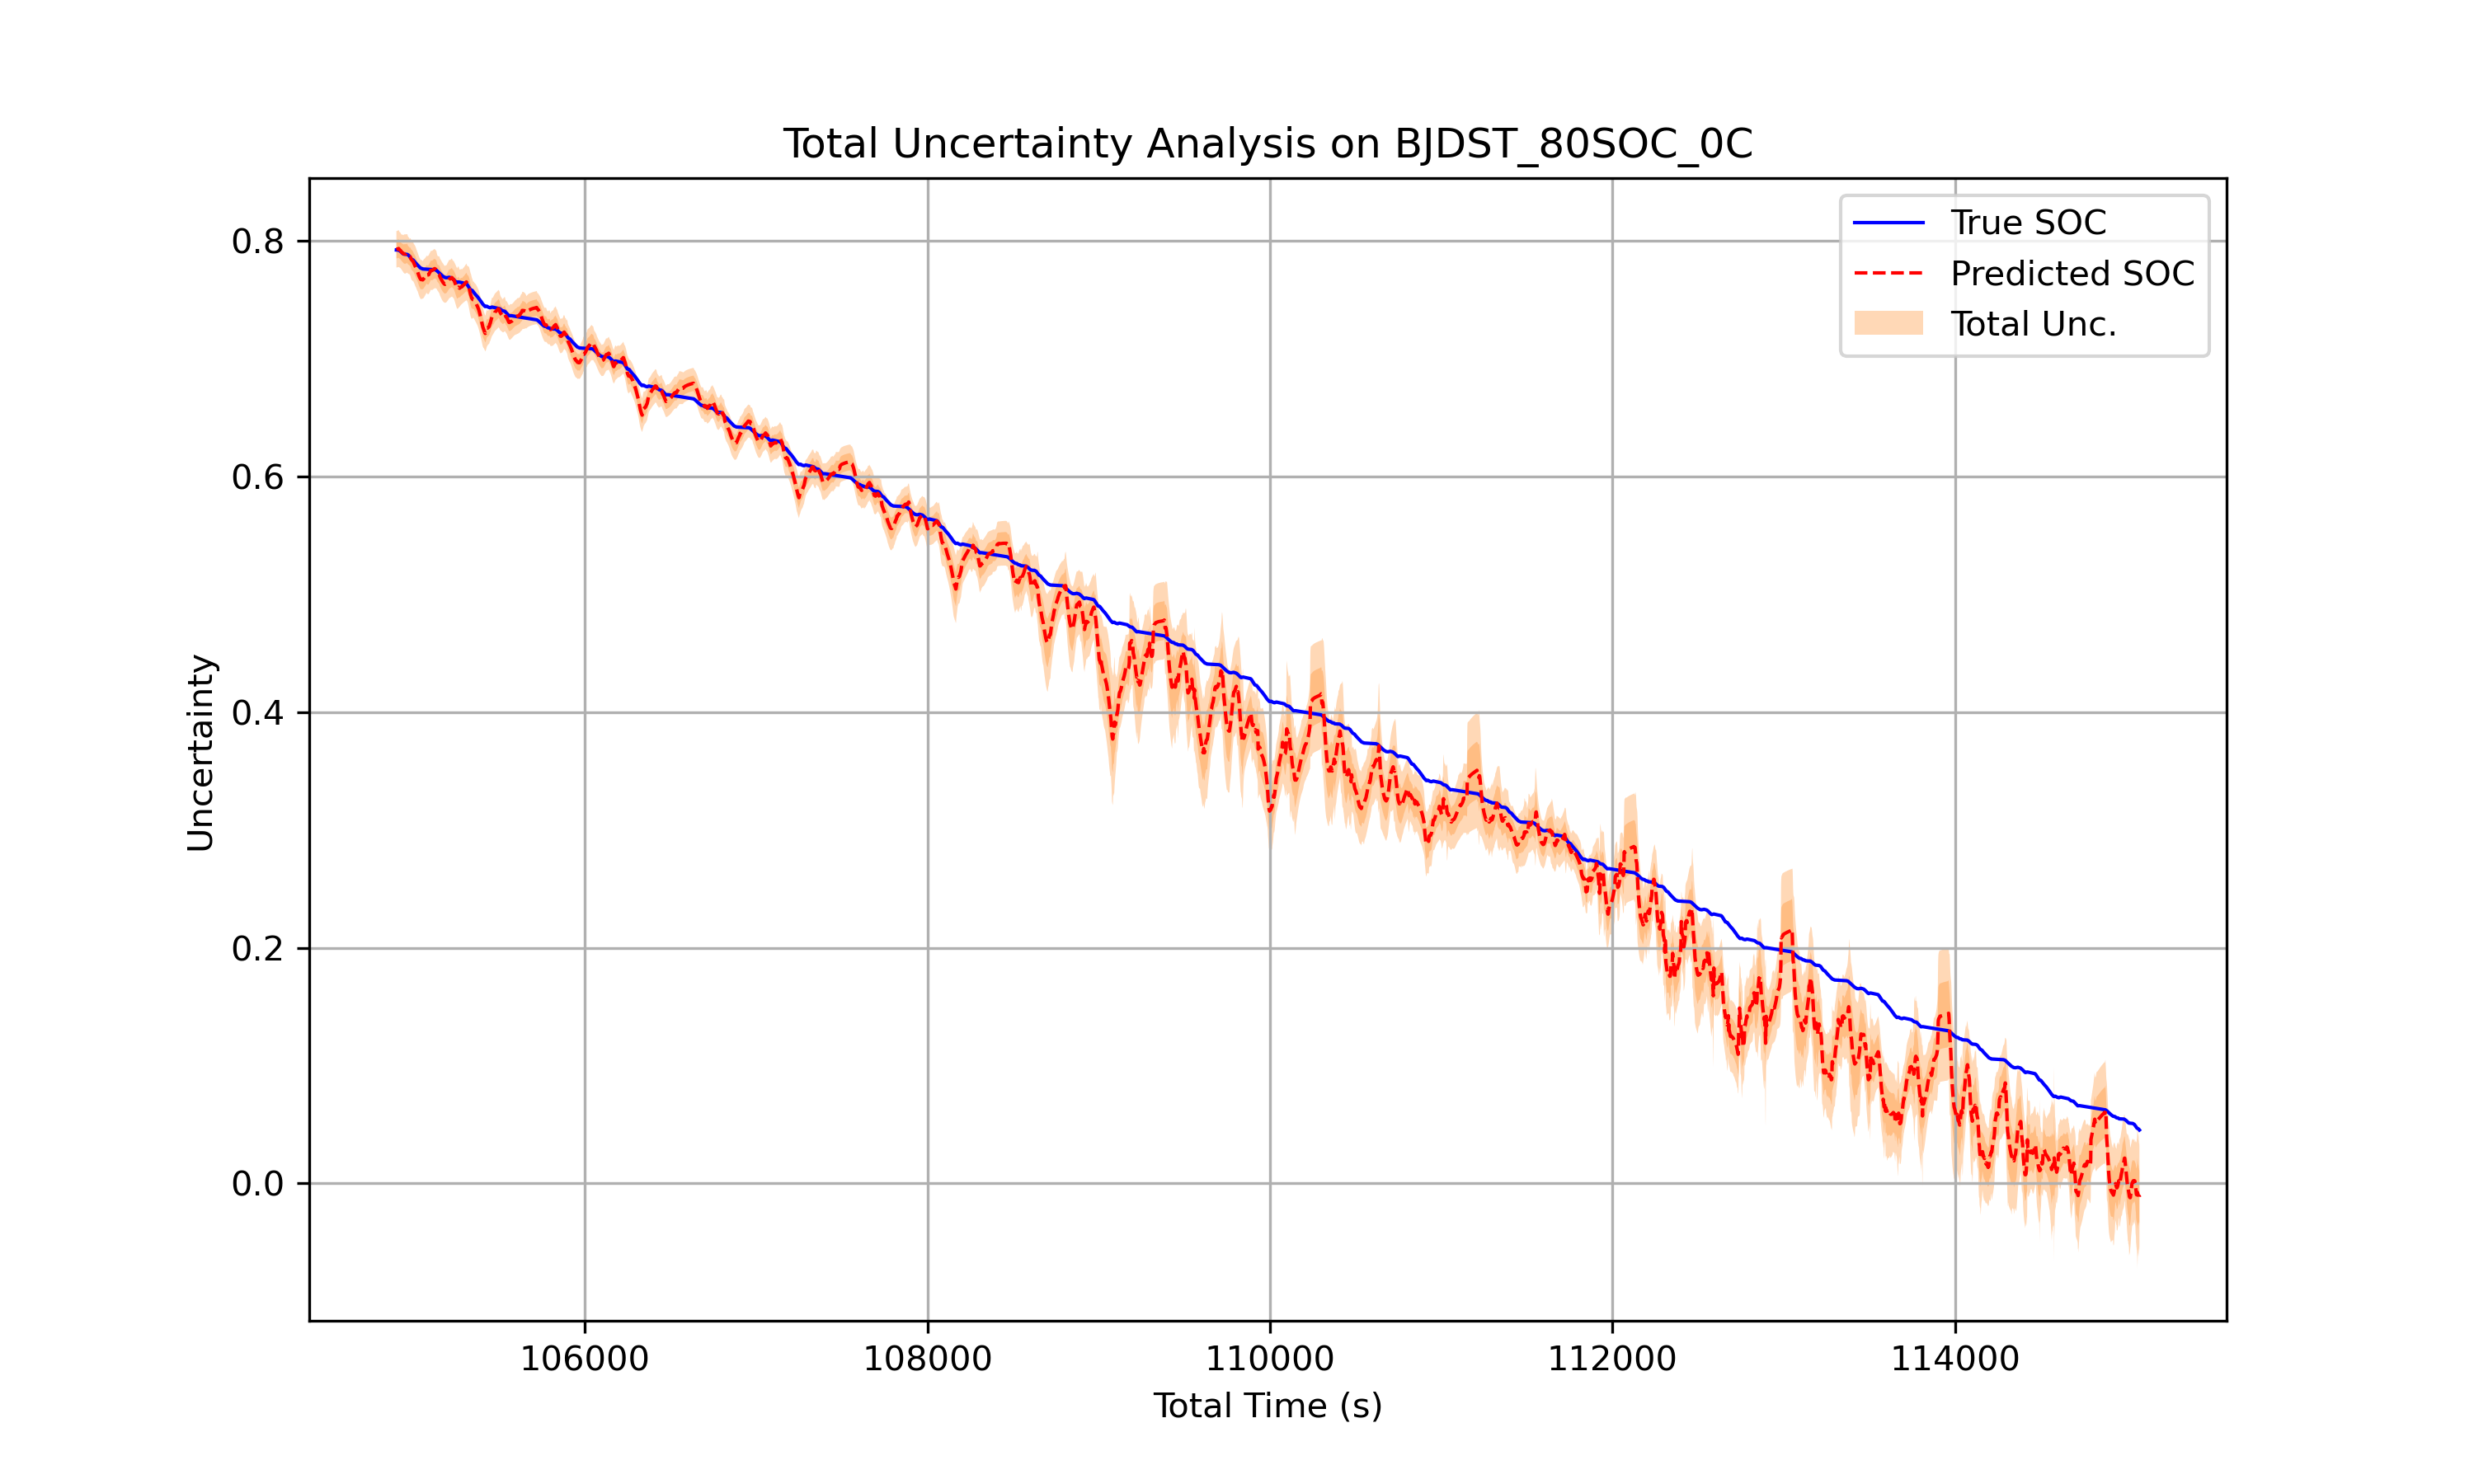 Total Uncertainty Analysis on BJDST_80SOC_0C
True SOC
Predicted SOC
Total Unc.
0.8
0.6
0.4
0.2
0.0
Uncertainty
106000 108000 110000 112000 114000
Total Time (s)